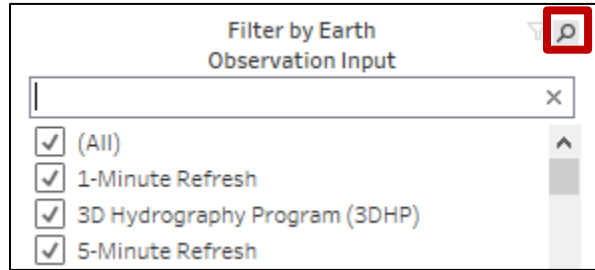 Filter by Earth
Observation Input
(All)
1-Minute Refresh
3D Hydrography Program (3DHP)
5-Minute Refresh